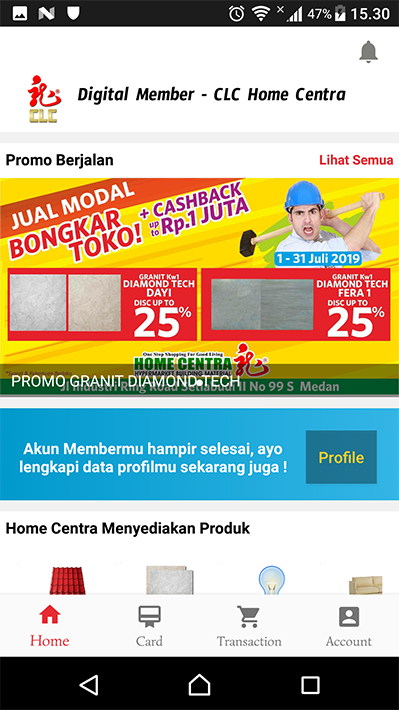 47% 15.30
CLC
Digital Member - CLC Home Centra
Promo Berjalan
Lihat Semua
JUAL MODAL
BONGKAR
TOKO!
+ CASHBACK
up to Rp.1 JUTA
1 - 31 Juli 2019
GRANIT Kw1
DIAMOND TECH
DAYI
DISC UP TO
25%
GRANIT Kw1
DIAMOND TECH
FERA 1
DISC UP TO
25%
One Stop Shopping For Good Living
HOME CENTRA
HYPERMARKET BUILDING MATERIAL
PROMO GRANIT DIAMOND TECH
Jl Industri Ring Road Setiabudi II No 99 S Medan
Akun Membermu hampir selesai, ayo
lengkapi data profilmu sekarang juga !
Profile
Home Centra Menyediakan Produk
Home
Card
Transaction
Account